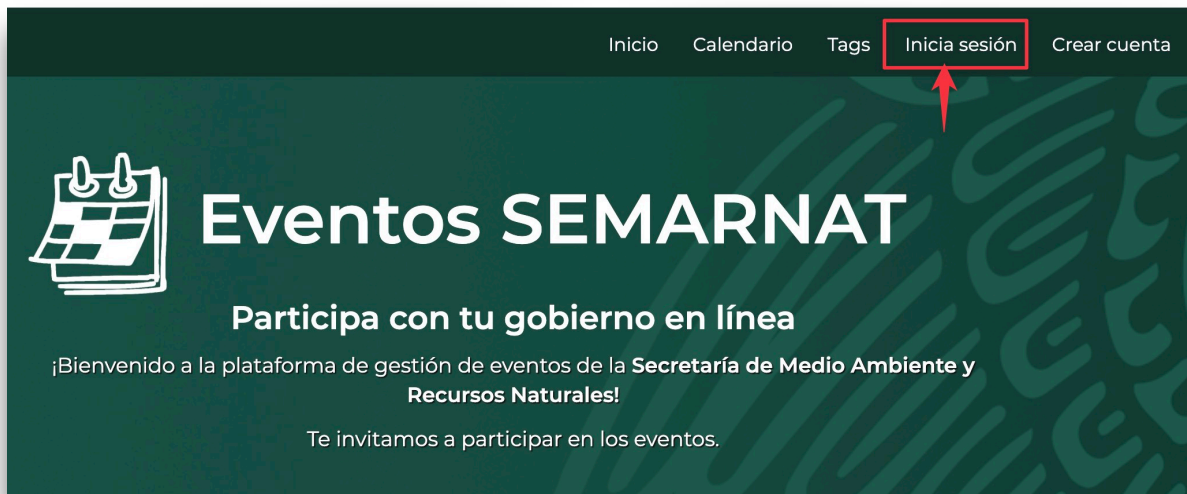 Inicio Calendario Tags Inicia sesión Crear cuenta
Eventos SEMARNAT
Participa con tu gobierno en línea
¡Bienvenido a la plataforma de gestión de eventos de la Secretaría de Medio Ambiente y
Recursos Naturales!
Te invitamos a participar en los eventos.